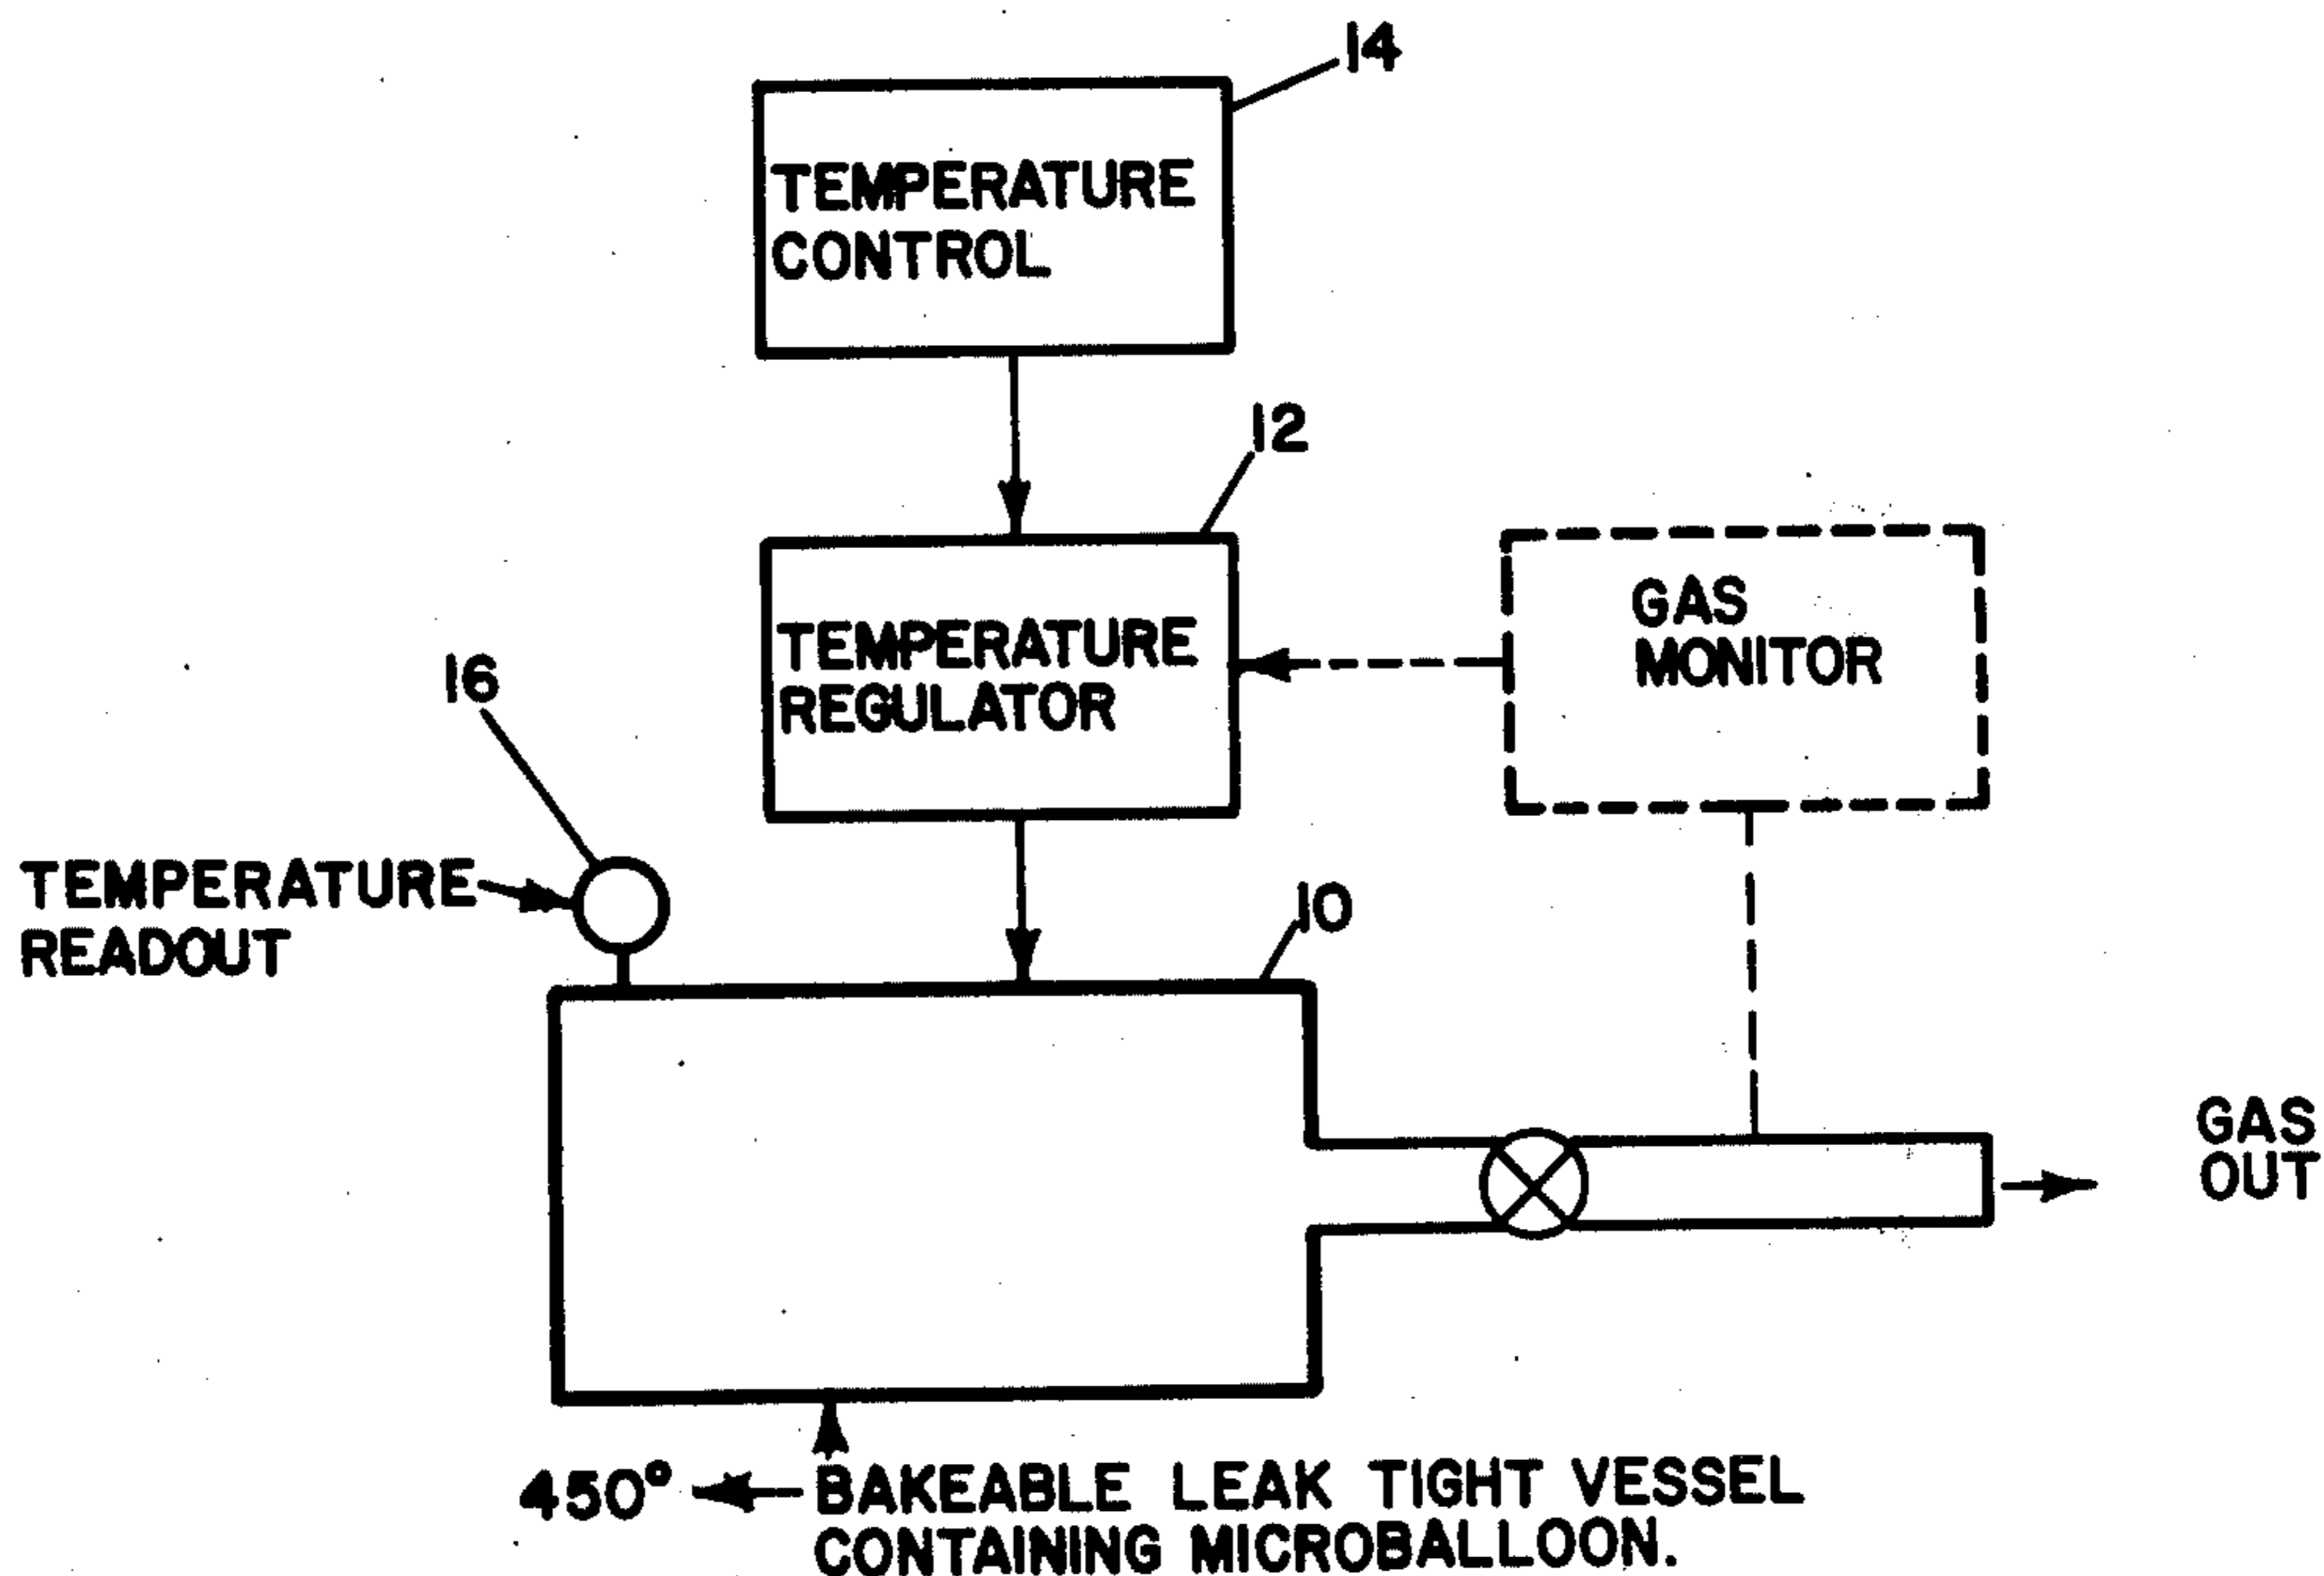 14
TEMPERATURE
CONTROL
12
TEMPERATURE
REGULATOR
GAS
MONITOR
16
TEMPERATURE
READOUT
10
GAS
OUT
450° BAKEABLE LEAK TIGHT VESSEL
CONTAINING MICROBALLOON.